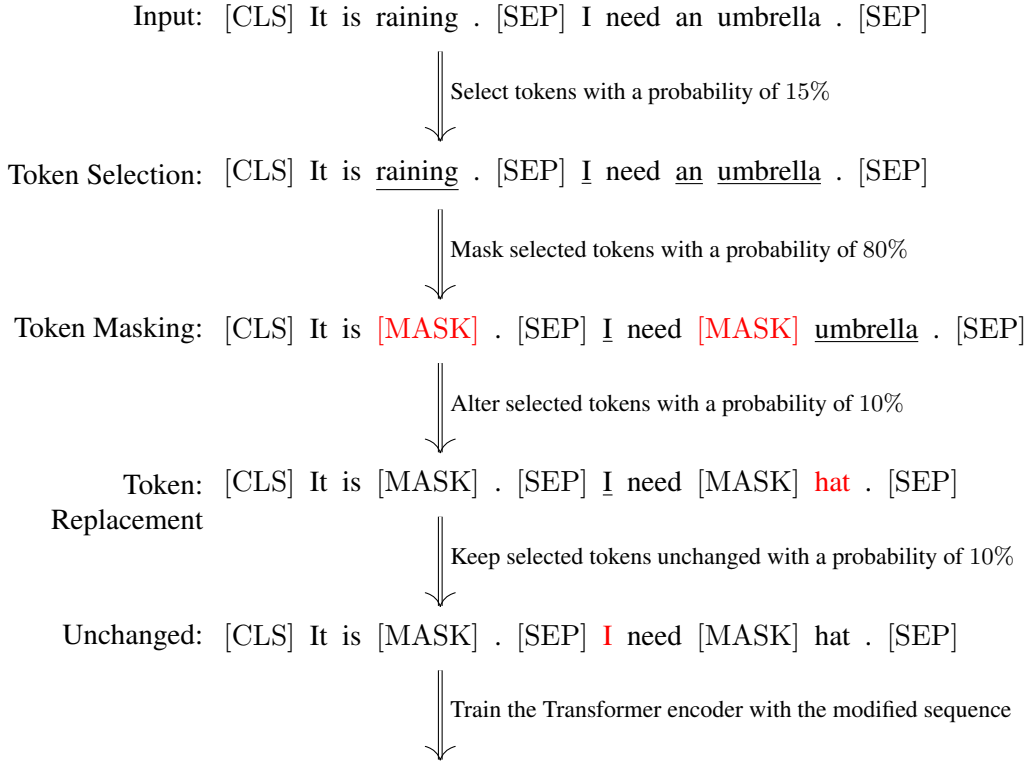 Input: [CLS] It is raining . [SEP] I need an umbrella . [SEP]
Select tokens with a probability of 15%
Token Selection: [CLS] It is raining . [SEP] I need an umbrella . [SEP]
Mask selected tokens with a probability of 80%
Token Masking: [CLS] It is [MASK] . [SEP] I need [MASK] umbrella . [SEP]
Alter selected tokens with a probability of 10%
Token: [CLS] It is [MASK] . [SEP] I need [MASK] hat . [SEP]
Replacement
Keep selected tokens unchanged with a probability of 10%
Unchanged: [CLS] It is [MASK] . [SEP] I need [MASK] hat . [SEP]
Train the Transformer encoder with the modified sequence